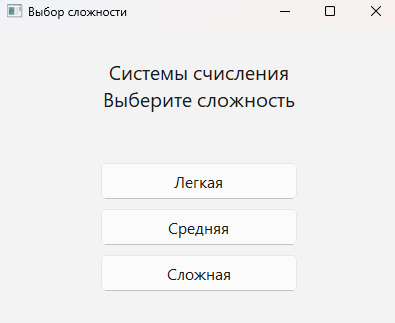 Выбор сложности
Системы счисления
Выберите сложность
Легкая
Средняя
Сложная